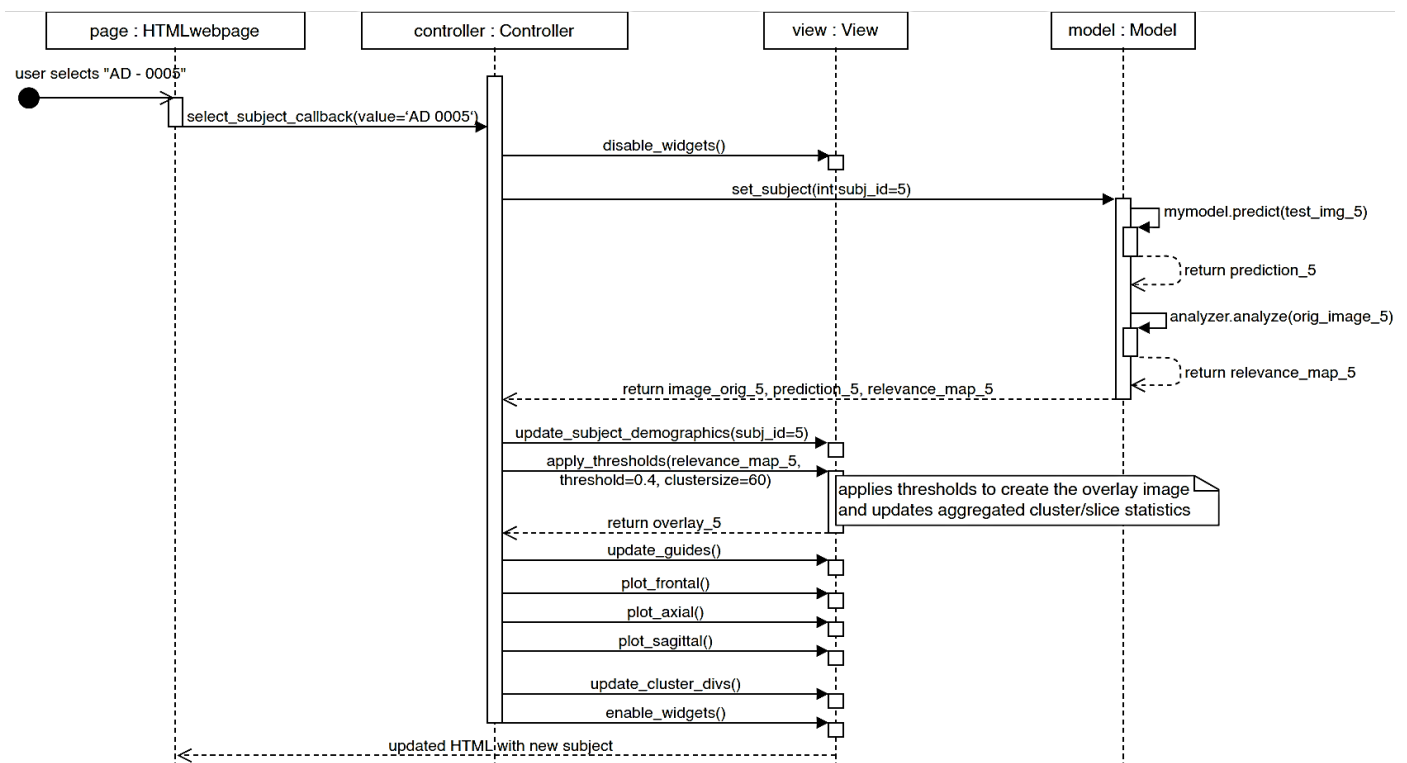 page : HTMLwebpage
controller : Controller
view : View
model : Model
user selects "AD - 0005"
select_subject_callback(value='AD 0005')
disable_widgets()
set_subject(int subj_id=5)
mymodel.predict(test_img_5)
return prediction_5
analyzer.analyze(orig_image_5)
return relevance_map_5
return image_orig_5, prediction_5, relevance_map_5
update_subject_demographics(subj_id=5)
apply_thresholds(relevance_map_5,
threshold=0.4, clustersize=60)
applies thresholds to create the overlay image
and updates aggregated cluster/slice statistics
return overlay_5
update_guides()
plot_frontal()
plot_axial()
plot_sagittal()
update_cluster_divs()
enable_widgets()
updated HTML with new subject